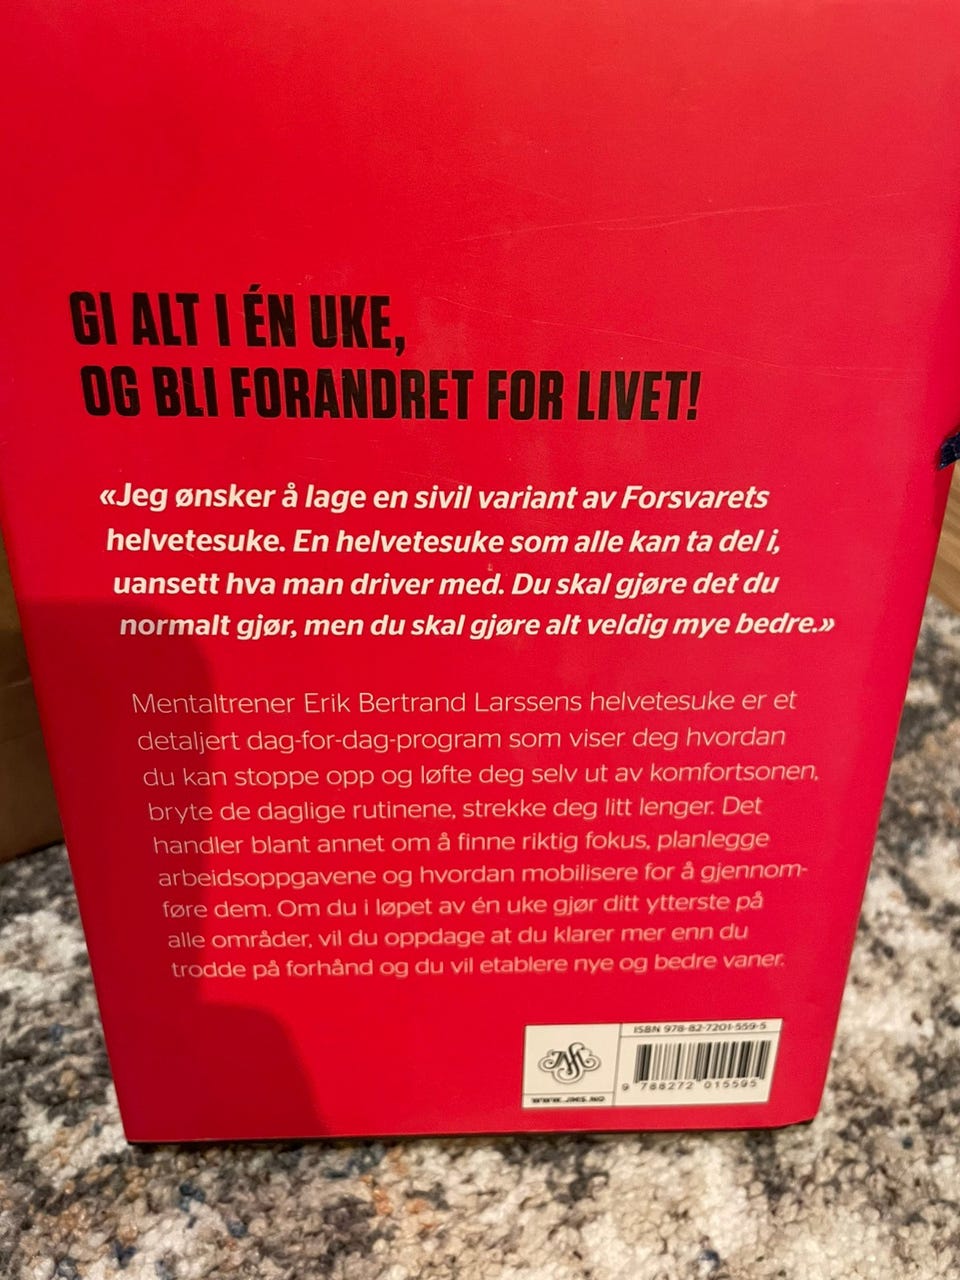 GI ALT I ÉN UKE,
OG BLI FORANDRET FOR LIVET!
«Jeg ønsker å lage en sivil variant av Forsvarets
helvetesuke. En helvetesuke som alle kan ta del i,
uansett hva man driver med. Du skal gjøre det du
normalt gjør, men du skal gjøre alt veldig mye bedre.»
Mentaltrener Erik Bertrand Larssens helvetesuke er et
detaljert dag-for-dag-program som viser deg hvordan
du kan stoppe opp og løfte deg selv ut av komfortsonen,
bryte de daglige rutinene, strekke deg litt lenger. Det
handler blant annet om å finne riktig fokus, planlegge
arbeidsoppgavene og hvordan mobilisere for å gjennom-
føre dem. Om du i løpet av én uke gjør ditt ytterste på
alle områder, vil du oppdage at du klarer mer enn du
trodde på forhånd og du vil etablere nye og bedre vaner.
ISBN 978-82-7201-559-5
9 788272 015595
WWW.JMS.NO